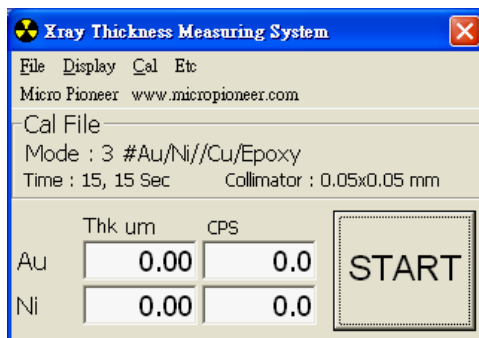 Xray Thickness Measuring System
File Display Cal Etc
Micro Pioneer www.micropioneer.com
Cal File
Mode : 3 #Au/Ni//Cu/Epoxy
Time : 15, 15 Sec Collimator : 0.05x0.05 mm
Thk um CPS
Au 0.00 0.0
START
Ni 0.00 0.0